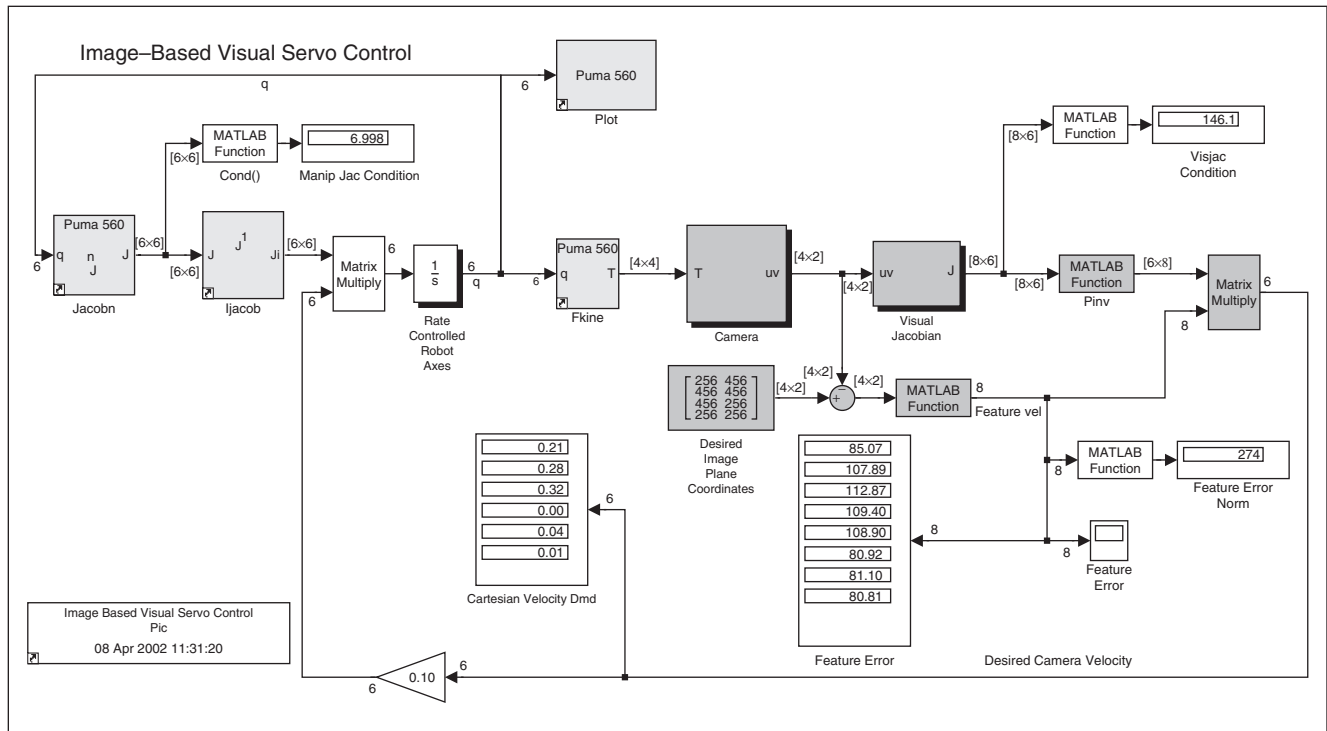 Image–Based Visual Servo Control
q
6
Puma 560
Plot
MATLAB
Function
[6×6]
Cond()
6.998
Manip Jac Condition
MATLAB
Function
[8×6]
146.1
Visjac
Condition
Puma 560
q
n
J
J
6
Jacobn
[6×6]
[6×6]
J
J
1
Ji
Ijacob
[6×6]
6
Matrix
Multiply
6
1
s
6
q
Rate
Controlled
Robot
Axes
Puma 560
q
T
6
Fkine
[4×4]
T
uv
Camera
[4×2]
[4×2]
uv
J
Visual
Jacobian
[8×6]
[8×6]
MATLAB
Function
Pinv
[6×8]
8
Matrix
Multiply
6
256 456
456 456
456 256
256 256
Desired
Image
Plane
Coordinates
[4×2]
[4×2]
−
+
[4×2]
MATLAB
Function
8
Feature vel
8
MATLAB
Function
274
Feature Error
Norm
8
Feature
Error
85.07
107.89
112.87
109.40
108.90
80.92
81.10
80.81
8
Feature Error
0.21
0.28
0.32
0.00
0.04
0.01
6
Cartesian Velocity Dmd
Image Based Visual Servo Control
Pic
08 Apr 2002 11:31:20
6
0.10
6
Desired Camera Velocity